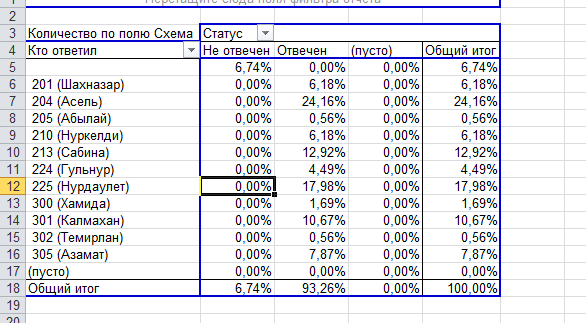 1 Перетащите сюда поля фильтра отчета
2
3 Количество по полю Схема Статус
4 Кто ответил Не отвечен Отвечен (пусто) Общий итог
5 6,74% 0,00% 0,00% 6,74%
6 201 (Шахназар) 0,00% 6,18% 0,00% 6,18%
7 204 (Асель) 0,00% 24,16% 0,00% 24,16%
8 205 (Абылай) 0,00% 0,56% 0,00% 0,56%
9 210 (Нуркелди) 0,00% 6,18% 0,00% 6,18%
10 213 (Сабина) 0,00% 12,92% 0,00% 12,92%
11 224 (Гульнур) 0,00% 4,49% 0,00% 4,49%
12 225 (Нурдаулет) 0,00% 17,98% 0,00% 17,98%
13 300 (Хамида) 0,00% 1,69% 0,00% 1,69%
14 301 (Калмахан) 0,00% 10,67% 0,00% 10,67%
15 302 (Темирлан) 0,00% 0,56% 0,00% 0,56%
16 305 (Азамат) 0,00% 7,87% 0,00% 7,87%
17 (пусто) 0,00% 0,00% 0,00% 0,00%
18 Общий итог 6,74% 93,26% 0,00% 100,00%
19
20